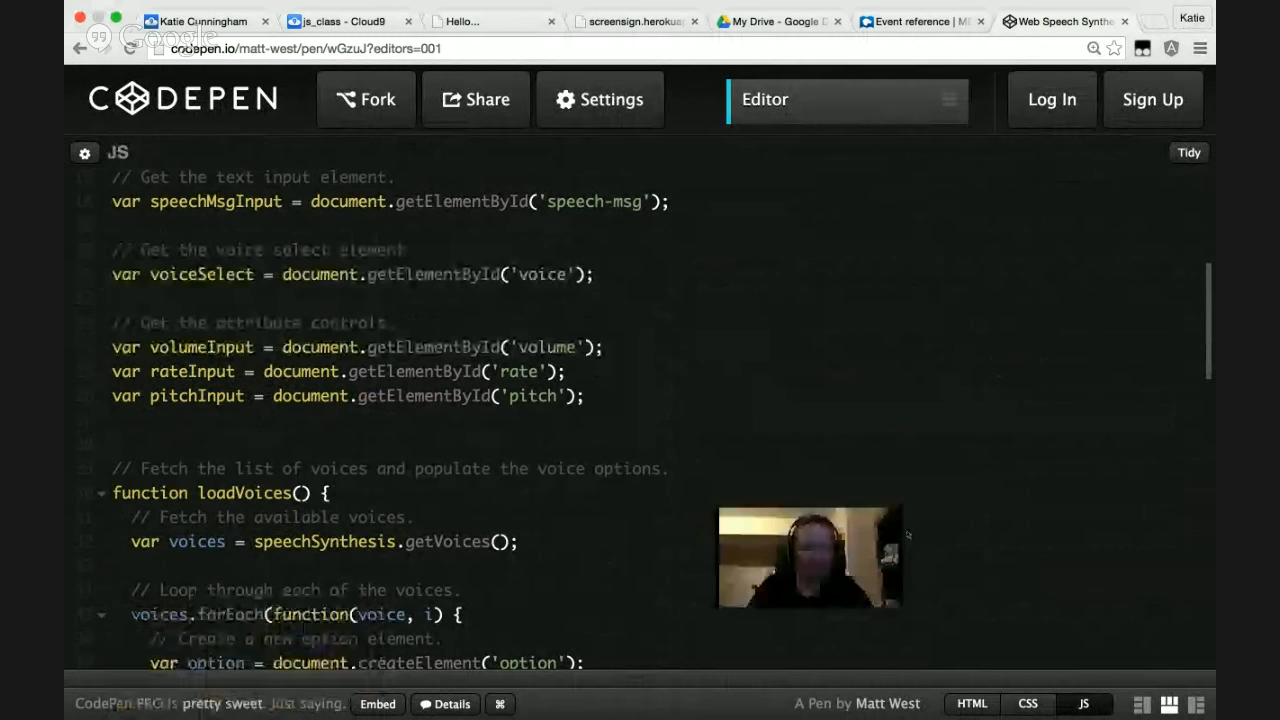 Katie Cunningham
js_class - Cloud9
Hello...
screensign.herokua
My Drive - Google D
Event reference | M
Web Speech Synthe
Katie
Google
codepen.io/matt-west/pen/wGzuJ?editors=001
CODEPEN
Fork
Share
Settings
Editor
Log In
Sign Up
JS
Tidy
// Get the text input element.
var speechMsgInput = document.getElementById('speech-msg');
// Get the voice select element
var voiceSelect = document.getElementById('voice');
// Get the attribute controls.
var volumeInput = document.getElementById('volume');
var rateInput = document.getElementById('rate');
var pitchInput = document.getElementById('pitch');
// Fetch the list of voices and populate the voice options.
function loadVoices() {
// Fetch the available voices.
var voices = speechSynthesis.getVoices();
// Loop through each of the voices.
voices.forEach(function(voice, i) {
// Create a new option element.
var option = document.createElement('option');
CodePen PRO is pretty sweet. Just saying.
Embed
Details
⌘
A Pen by Matt West
HTML
CSS
JS